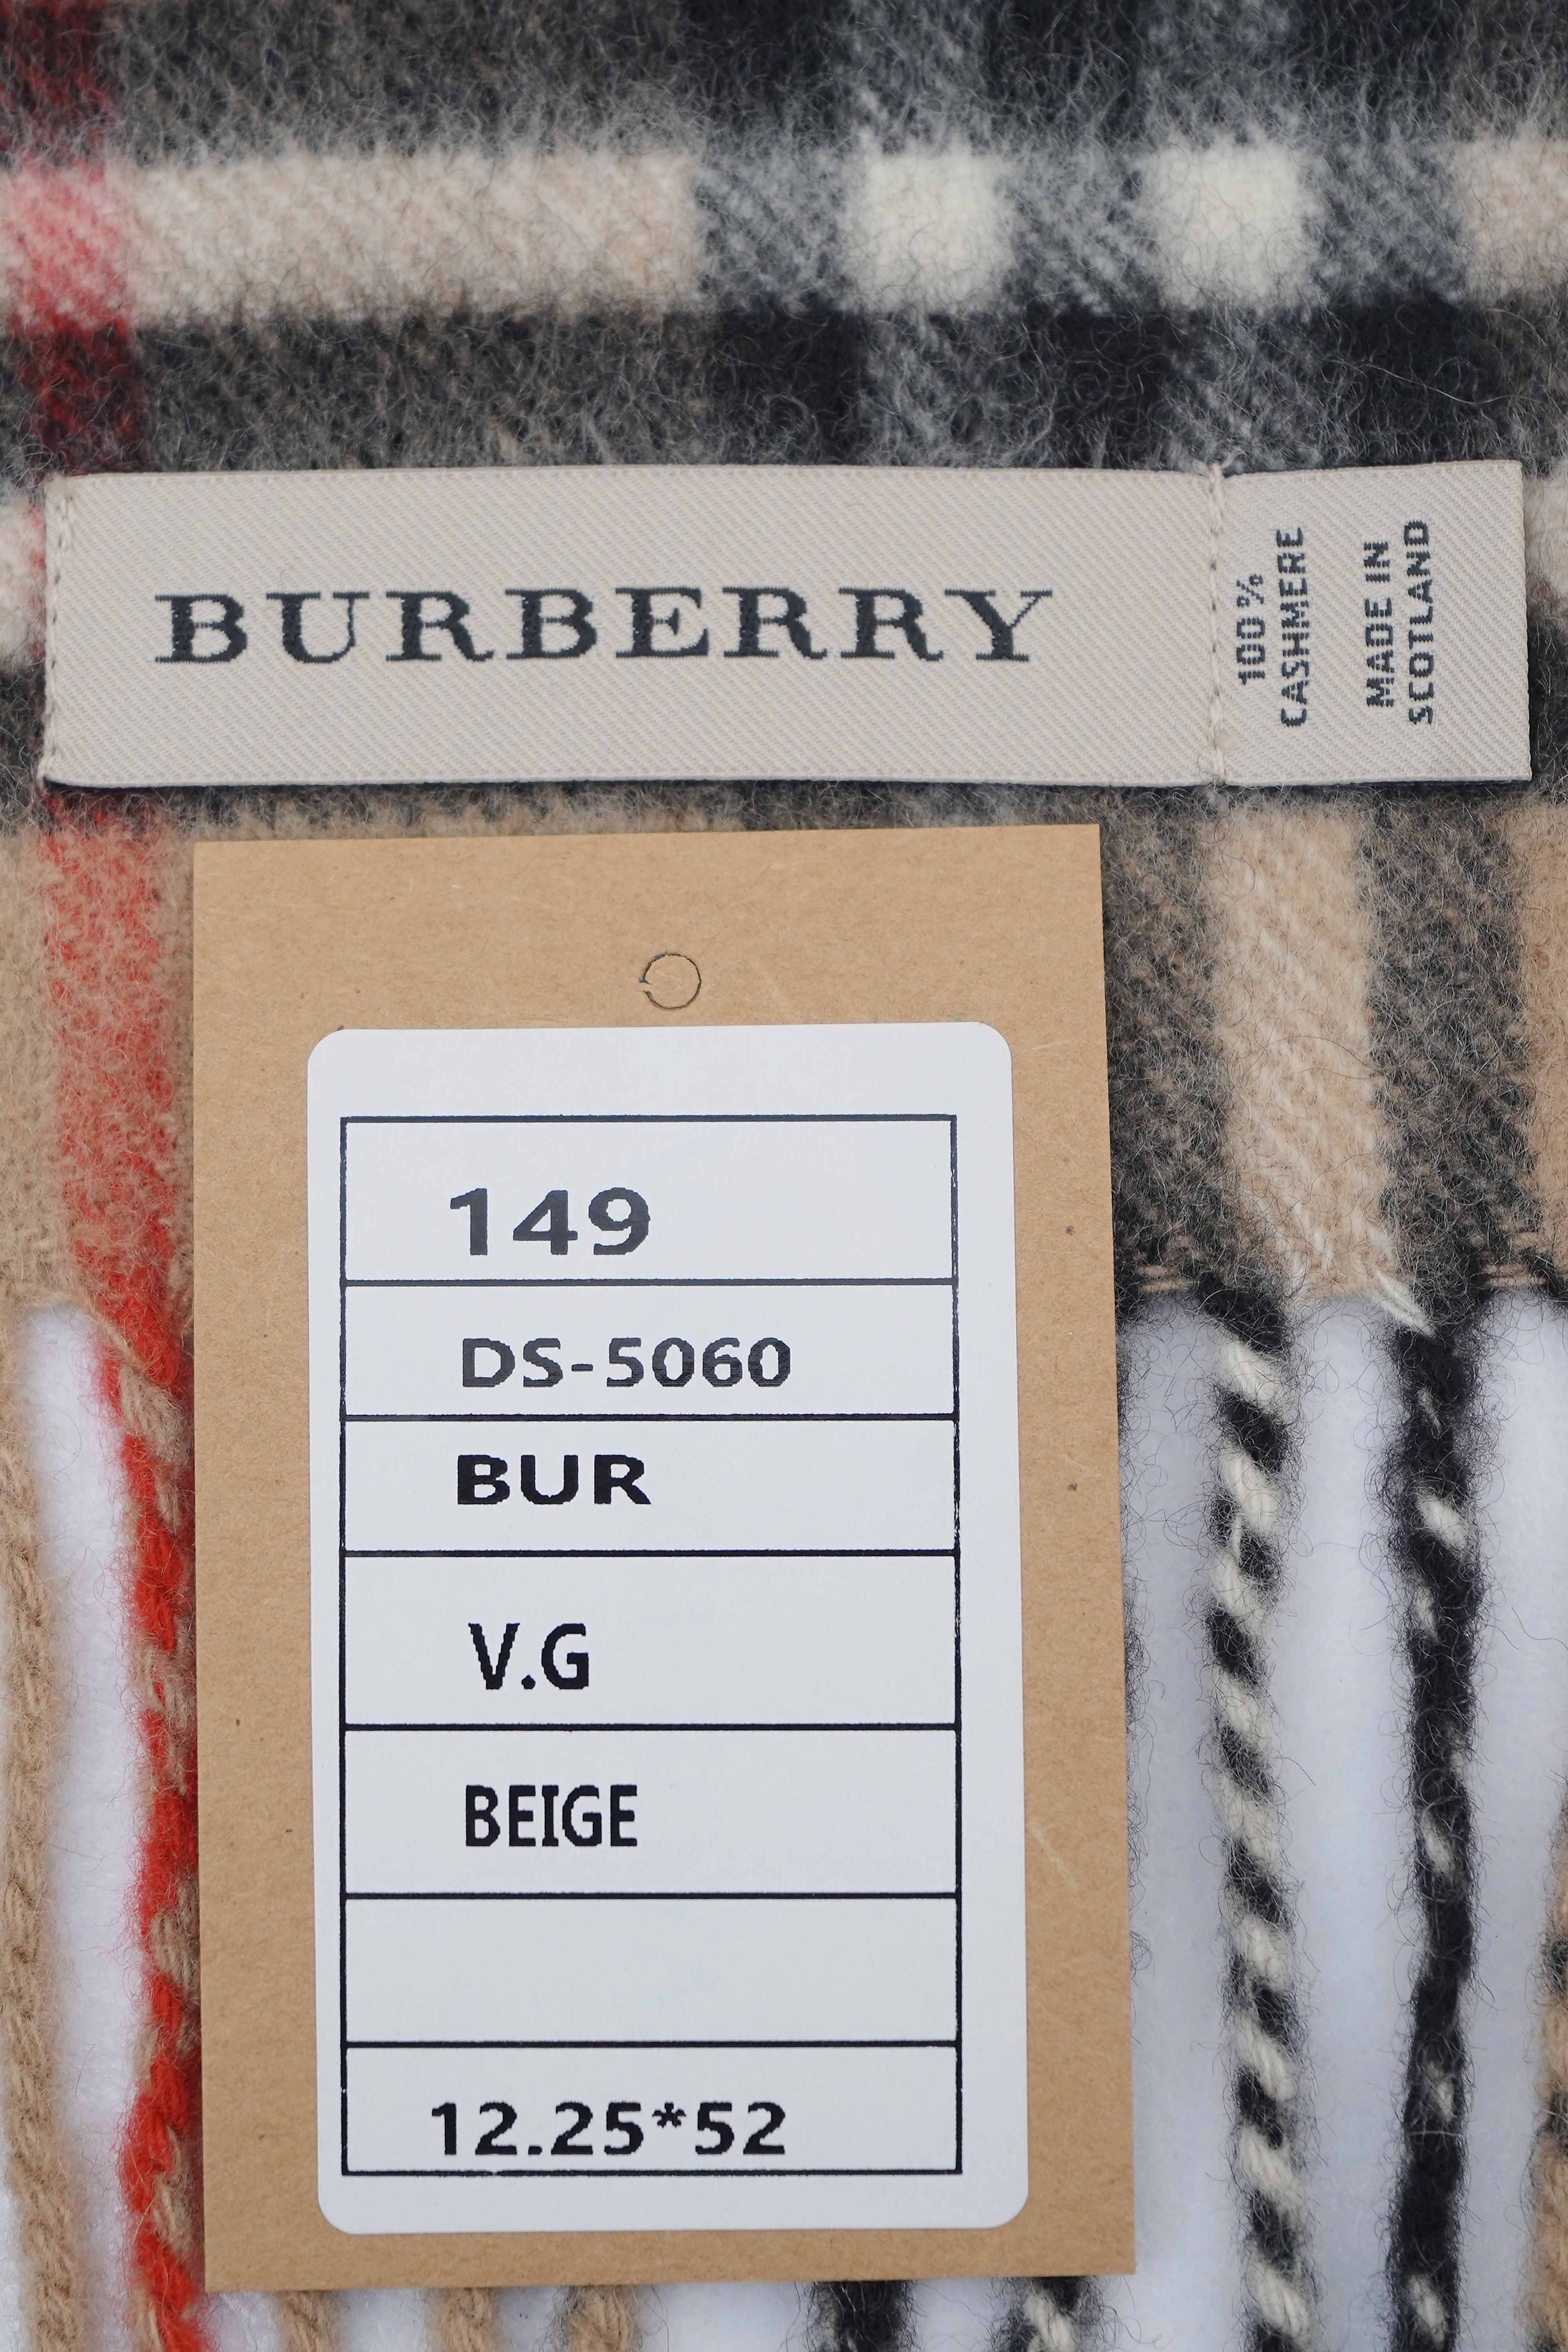 BURBERRY
100%
CASHMERE
MADE IN
SCOTLAND
149
DS-5060
BUR
V.G
BEIGE
12.25*52